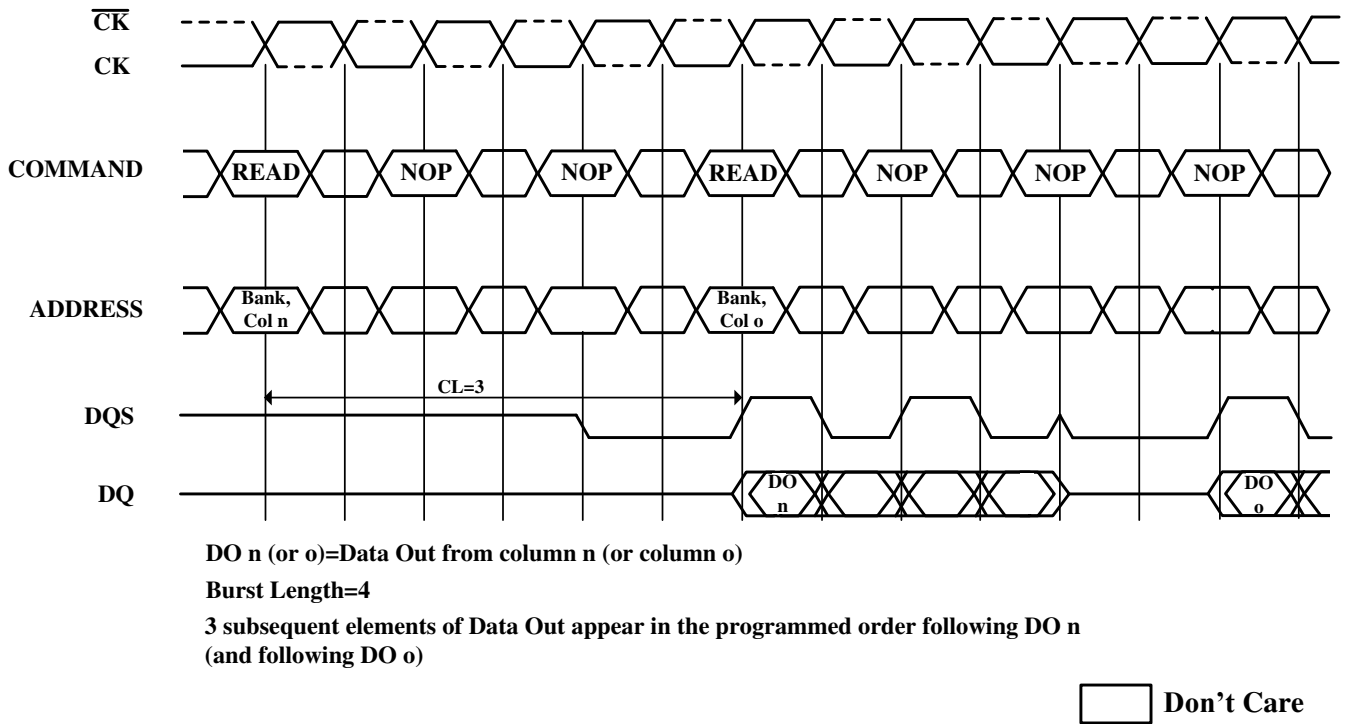 CK
CK
COMMAND
READ NOP NOP READ NOP NOP NOP
ADDRESS
Bank,
Col n
Bank,
Col o
CL=3
DQS
DQ
DO
n
DO
o
DO n (or o)=Data Out from column n (or column o)
Burst Length=4
3 subsequent elements of Data Out appear in the programmed order following DO n
(and following DO o)
Don't Care